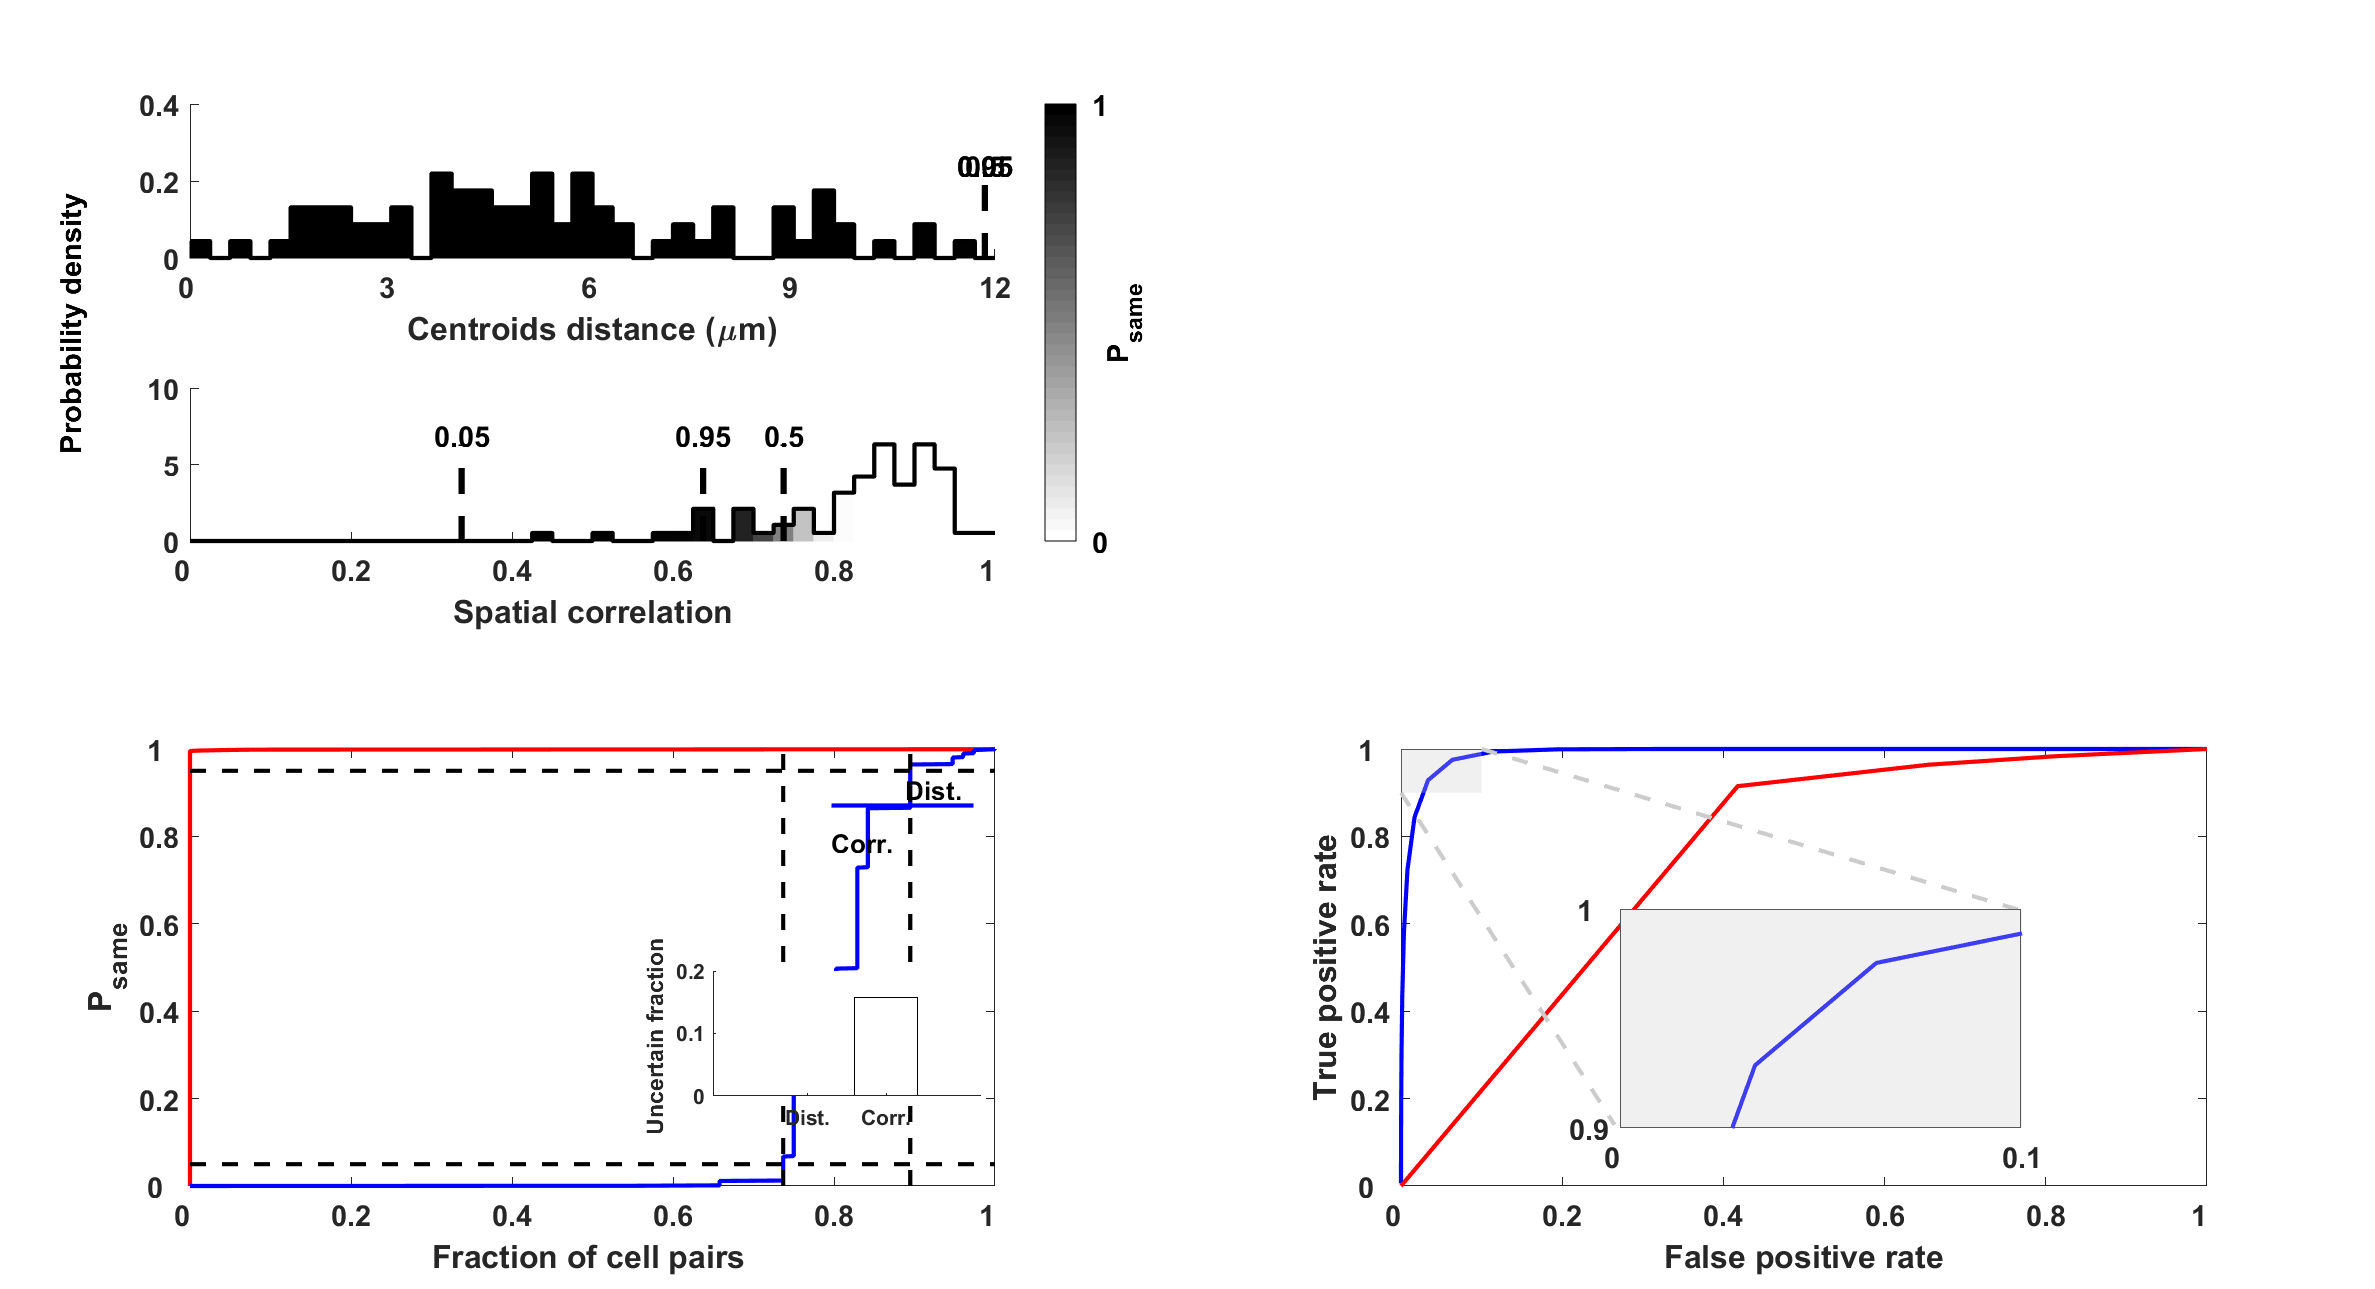 Probability density
0.4
0.2
0
0 3 6 9 12
0.95
Centroids distance (μm)
10
5
0
0.05 0.95 0.5
0 0.2 0.4 0.6 0.8 1
Spatial correlation
1
0
P same
P same
1
0.8
0.6
0.4
0.2
0
0 0.2 0.4 0.6 0.8 1
Fraction of cell pairs
Dist.
Corr.
Uncertain fraction
0.2
0.1
0
Dist. Corr.
True positive rate
1
0.8
0.6
0.4
0.2
0
0 0.2 0.4 0.6 0.8 1
False positive rate
1
0.9
0 0.1